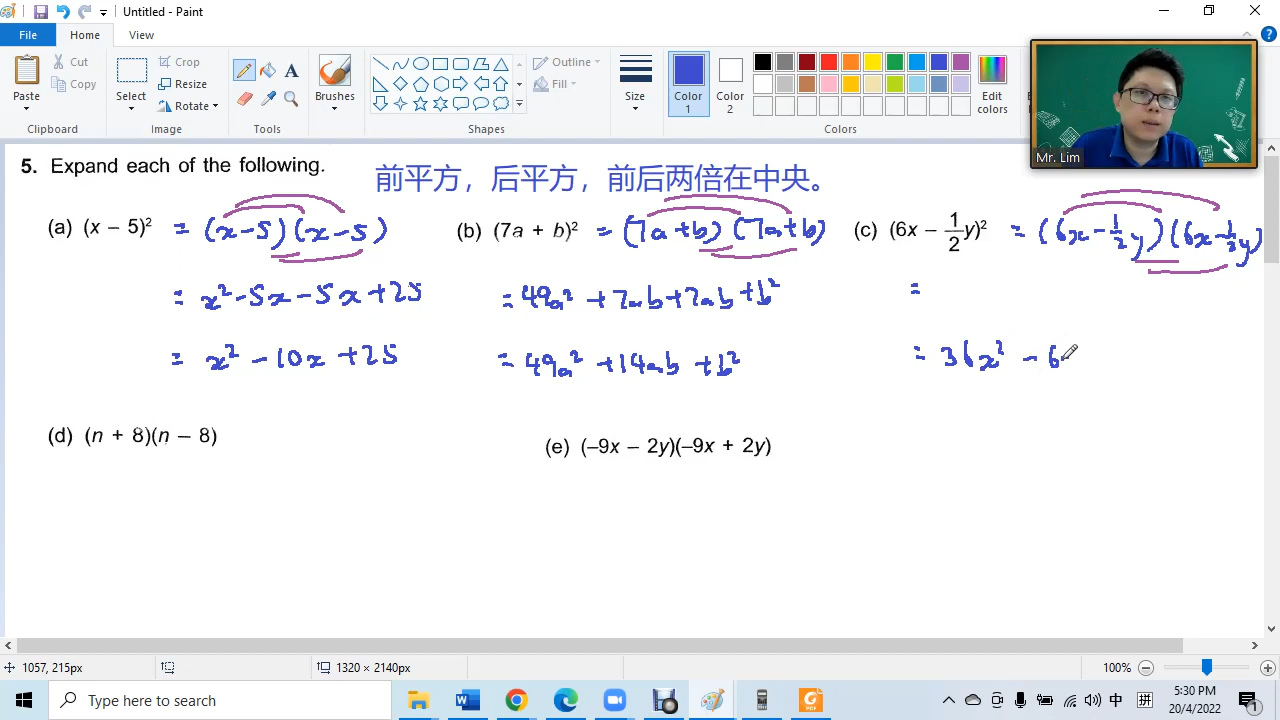 Untitled - Paint
File Home View
Paste Cut Copy
Clipboard
Select Crop Resize Rotate
Image
Tools
Brushes
Shapes
Outline Fill
Size
Color 1 Color 2
Edit colors
Colors
Mr. Lim
5. Expand each of the following.
前平方，后平方，前后两倍在中央。
(a) (x – 5)² = (x-5)(x-5)
= x² -5x -5x +25
= x² -10x +25
(b) (7a + b)² = (7a+b)(7a+b)
= 49a² +7ab+7ab+b²
= 49a² +14ab +b²
(c) (6x – 1/2 y)² = (6x-1/2 y)(6x-1/2 y)
=
= 36x² - 6
(d) (n + 8)(n – 8)
(e) (–9x – 2y)(–9x + 2y)
1057, 215px
1320 × 2140px
100%
Type here to search
中 拼
5:30 PM
20/4/2022
1